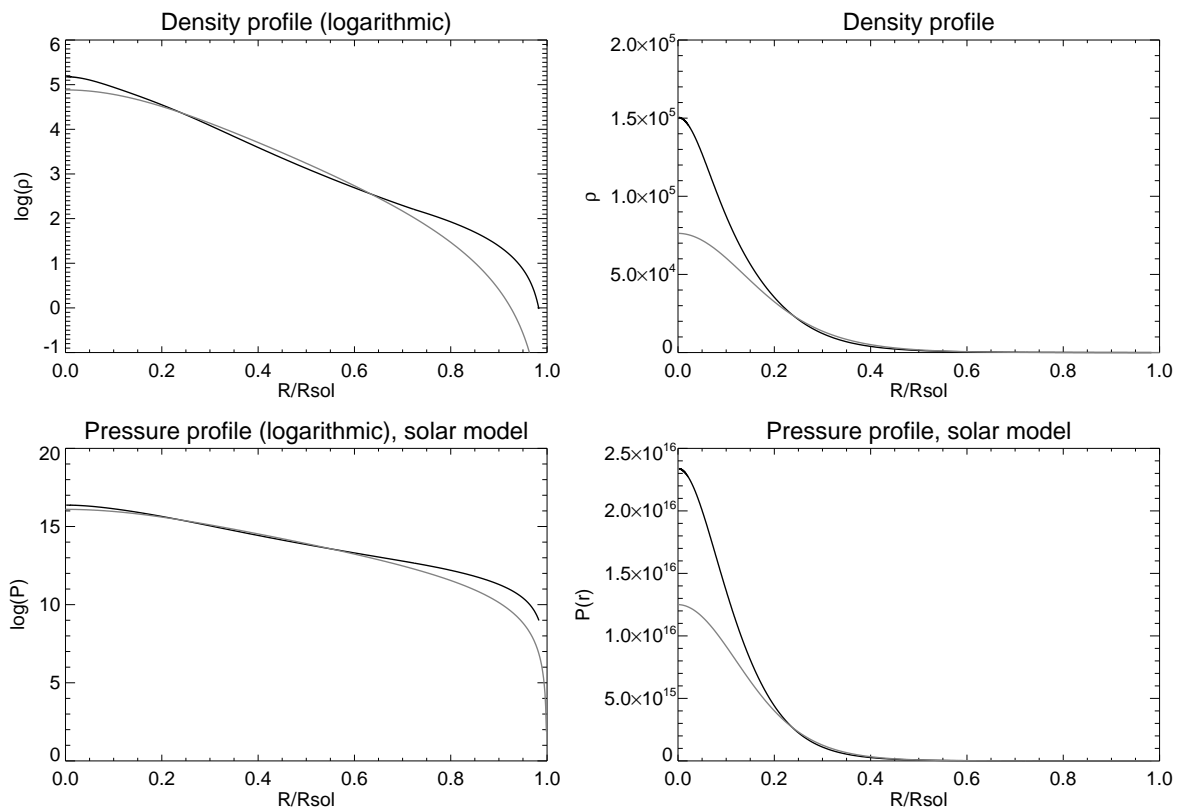 Density profile (logarithmic)
6
5
4
3
2
1
0
-1
log(ρ)
0.0 0.2 0.4 0.6 0.8 1.0
R/Rsol
Density profile
2.0×10⁵
1.5×10⁵
1.0×10⁵
5.0×10⁴
0
ρ
0.0 0.2 0.4 0.6 0.8 1.0
R/Rsol
Pressure profile (logarithmic), solar model
20
15
10
5
0
log(P)
0.0 0.2 0.4 0.6 0.8 1.0
R/Rsol
Pressure profile, solar model
2.5×10¹⁶
2.0×10¹⁶
1.5×10¹⁶
1.0×10¹⁶
5.0×10¹⁵
0
P(r)
0.0 0.2 0.4 0.6 0.8 1.0
R/Rsol